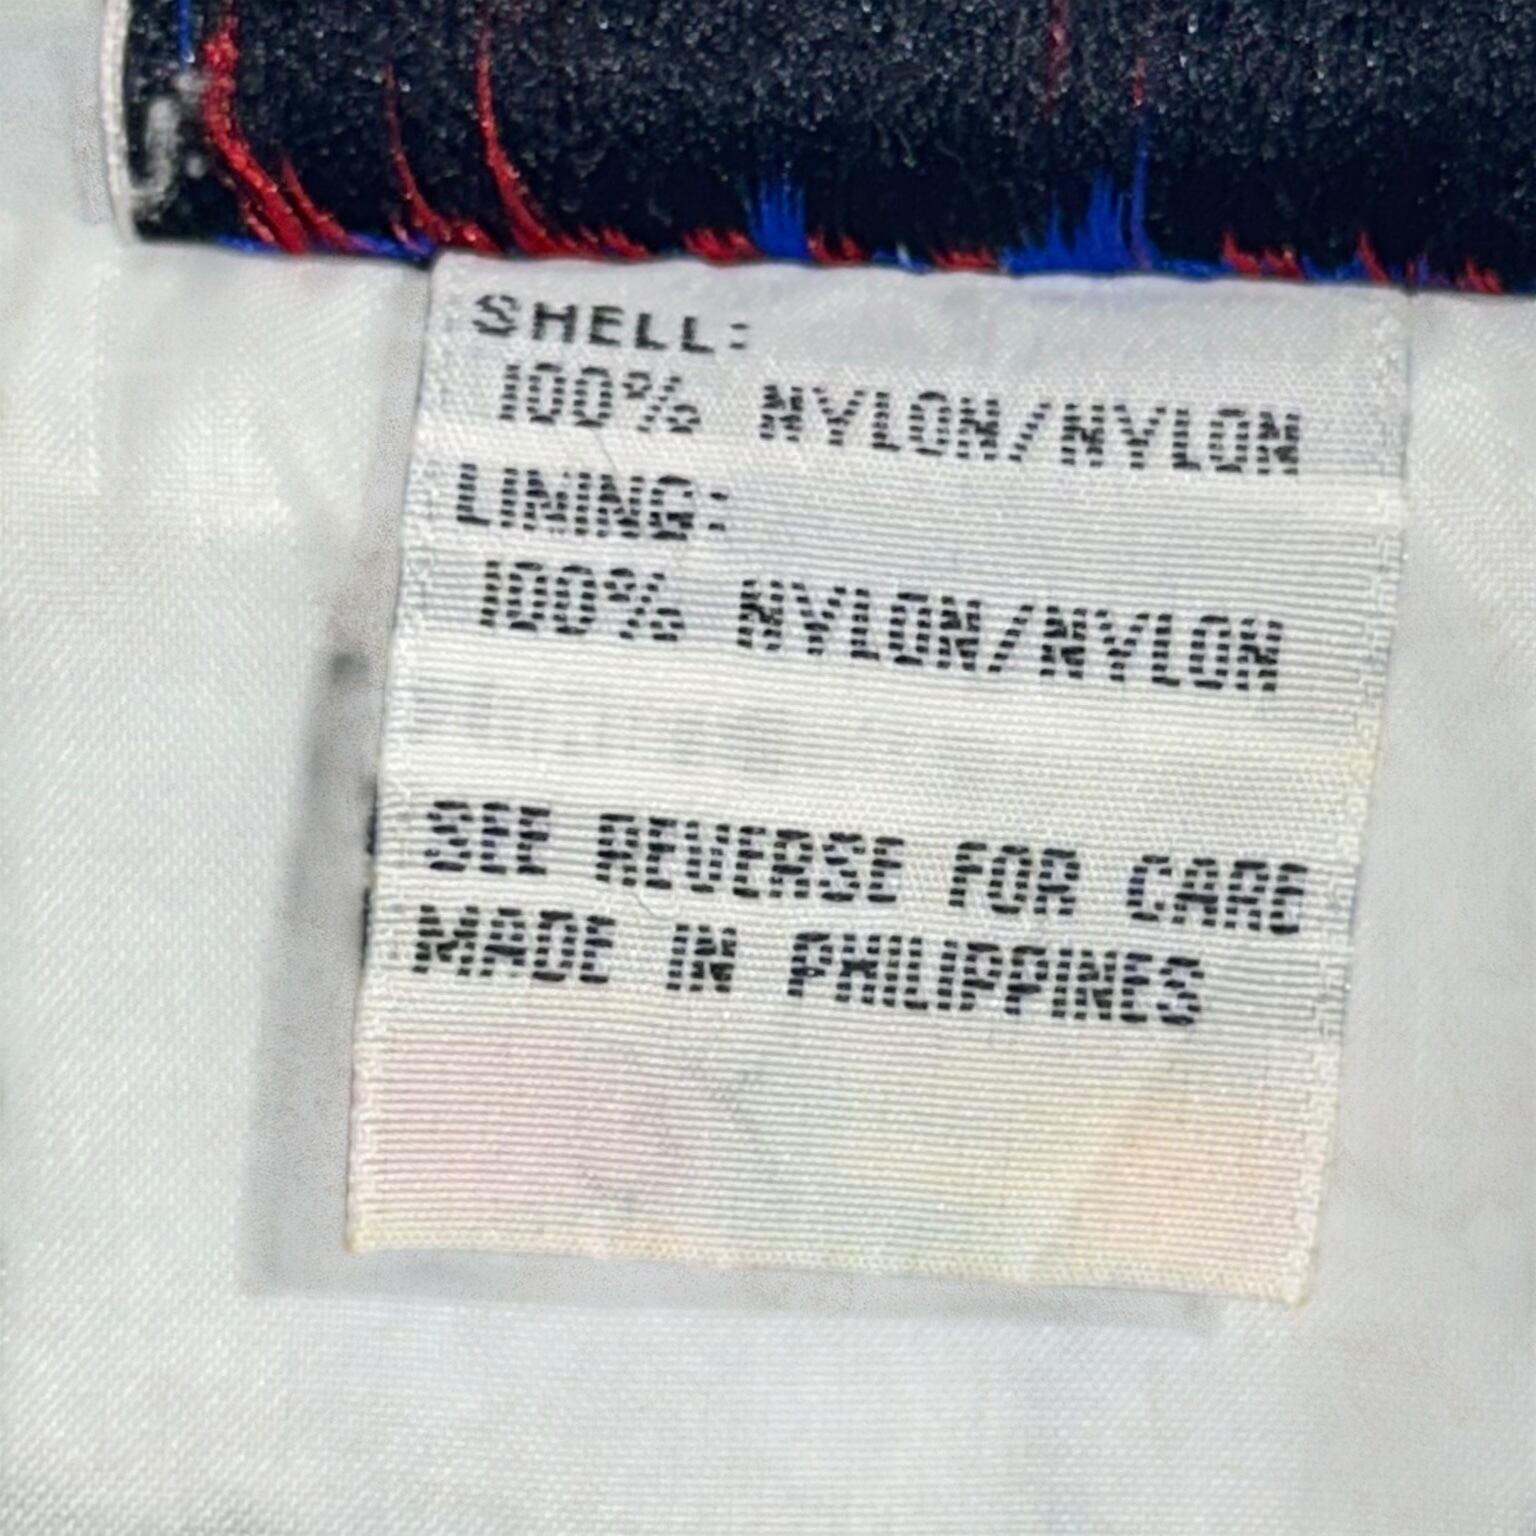 SHELL:
100% NYLON/NYLON
LINING:
100% NYLON/NYLON
SEE REVERSE FOR CARE
MADE IN PHILIPPINES